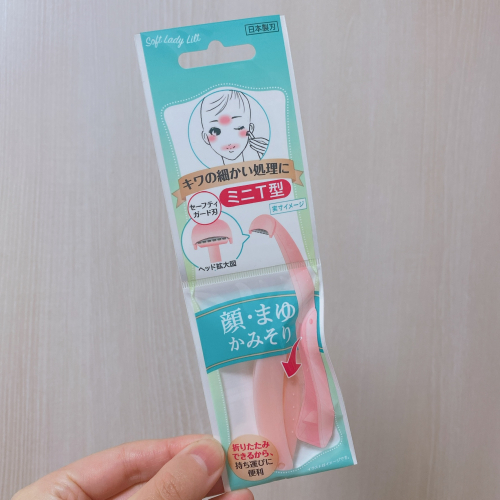 Soft Lady Lilt
日本製刃
キワの細かい処理に
ミニT型
セーフティ
ガード刃
実寸イメージ
ヘッド拡大図
顔・まゆ
かみそり
折りたたみ
できるから、
持ち運びに
便利